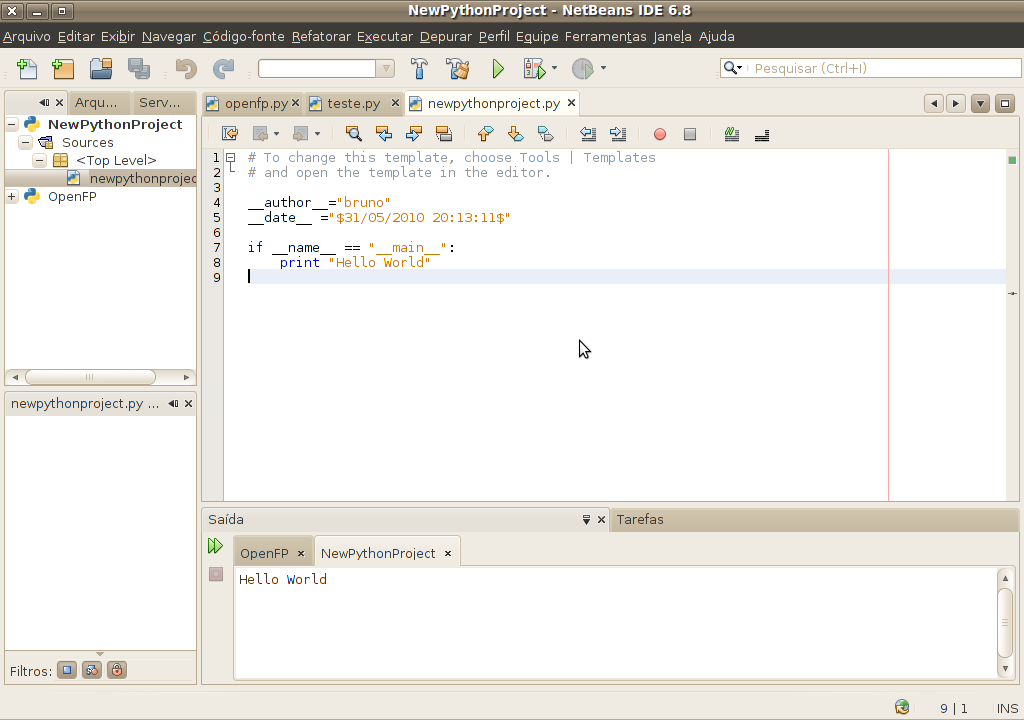 NewPythonProject - NetBeans IDE 6.8
Arquivo Editar Exibir Navegar Código-fonte Refatorar Executar Depurar Perfil Equipe Ferramentas Janela Ajuda
Pesquisar (Ctrl+I)
Arqu... Serv...
openfp.py teste.py newpythonproject.py
NewPythonProject
Sources
<Top Level>
newpythonprojec
OpenFP
1 # To change this template, choose Tools | Templates
2 # and open the template in the editor.
3
4 __author__="bruno"
5 __date__ ="$31/05/2010 20:13:11$"
6
7 if __name__ == "__main__":
8 print "Hello World"
9
newpythonproject.py ...
Filtros:
Saída Tarefas
OpenFP NewPythonProject
Hello World
9 | 1 INS